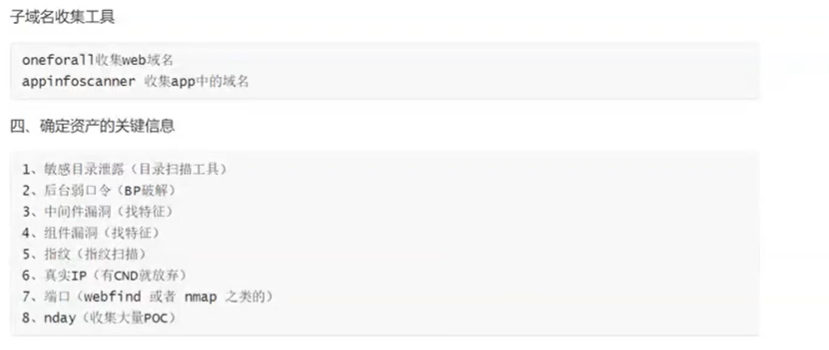 子域名收集工具
oneforall收集web域名
appinfoscanner 收集app中的域名
四、确定资产的关键信息
1、敏感目录泄露（目录扫描工具）
2、后台弱口令（BP破解）
3、中间件漏洞（找特征）
4、组件漏洞（找特征）
5、指纹（指纹扫描）
6、真实IP（有CND就放弃）
7、端口（webfind 或者 nmap 之类的）
8、nday（收集大量POC）